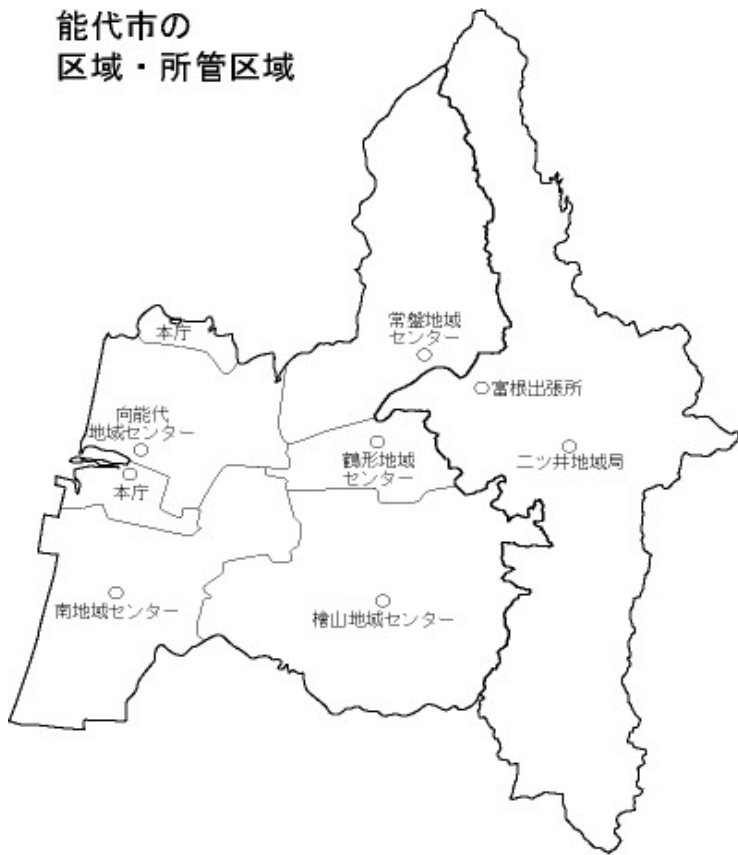 能代市の
区域・所管区域
本庁
常盤地域
センター
富根出張所
向能代
地域センター
鶴形地域
センター
二ツ井地域局
本庁
南地域センター
檜山地域センター